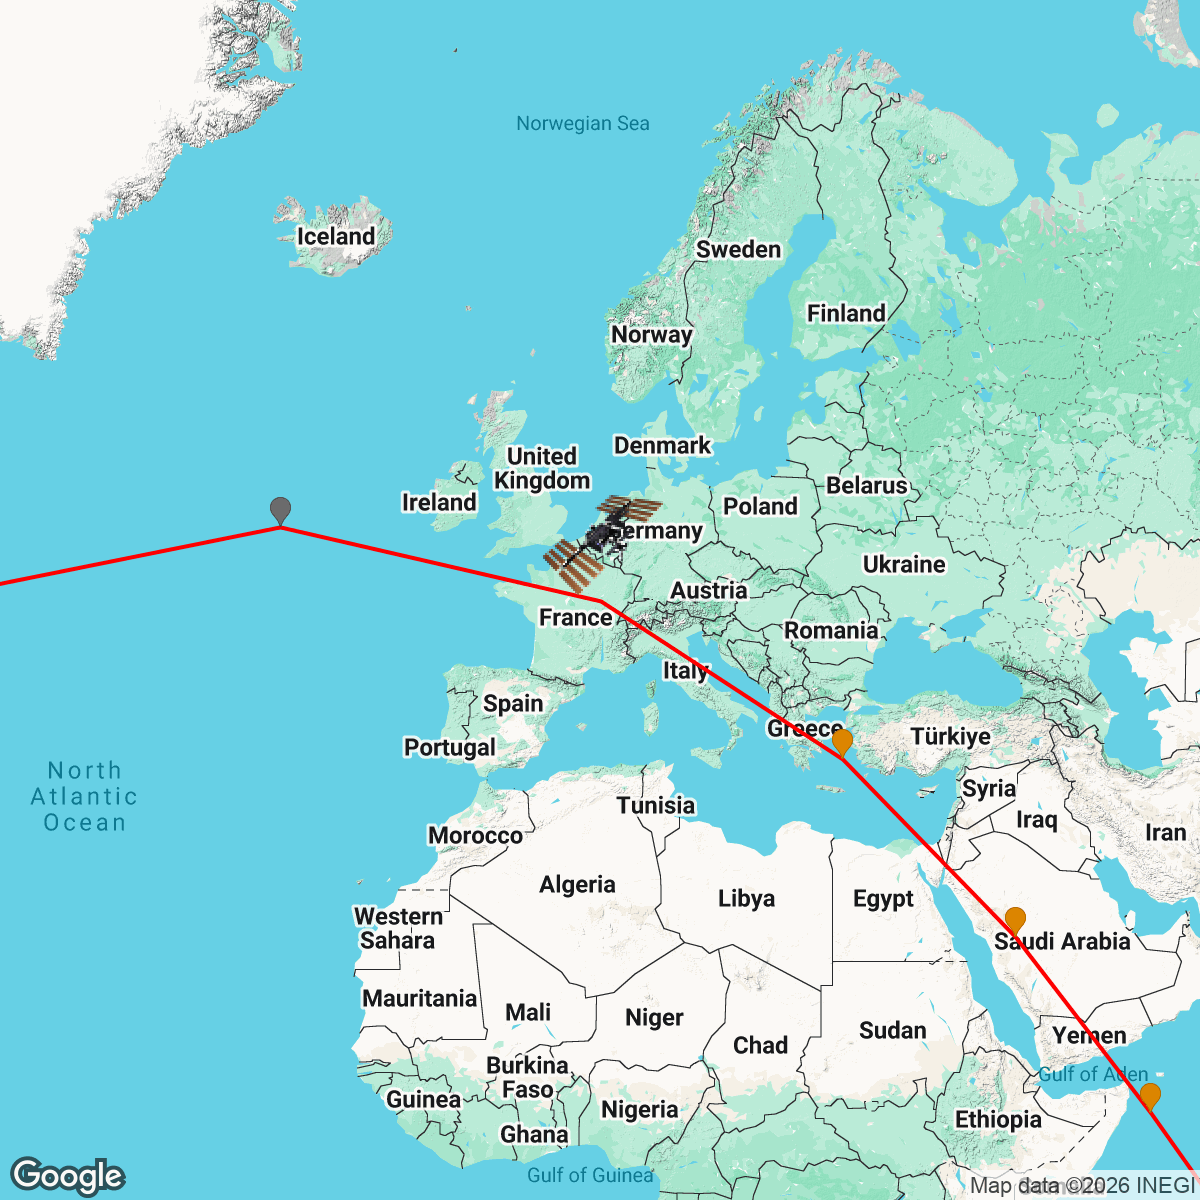 Norwegian Sea
Iceland
Sweden
Finland
Norway
Denmark
United
Kingdom
Ireland
Belarus
Poland
Germany
Ukraine
Austria
France
Romania
Italy
Spain
Greece
Portugal
Türkiye
North
Atlantic
Ocean
Syria
Tunisia
Iraq
Iran
Morocco
Algeria
Libya
Egypt
Western
Sahara
Saudi Arabia
Mauritania
Mali
Niger
Chad
Sudan
Yemen
Burkina
Faso
Gulf of Aden
Guinea
Nigeria
Ethiopia
Ghana
Gulf of Guinea
Google
Map data ©2026 INEGI